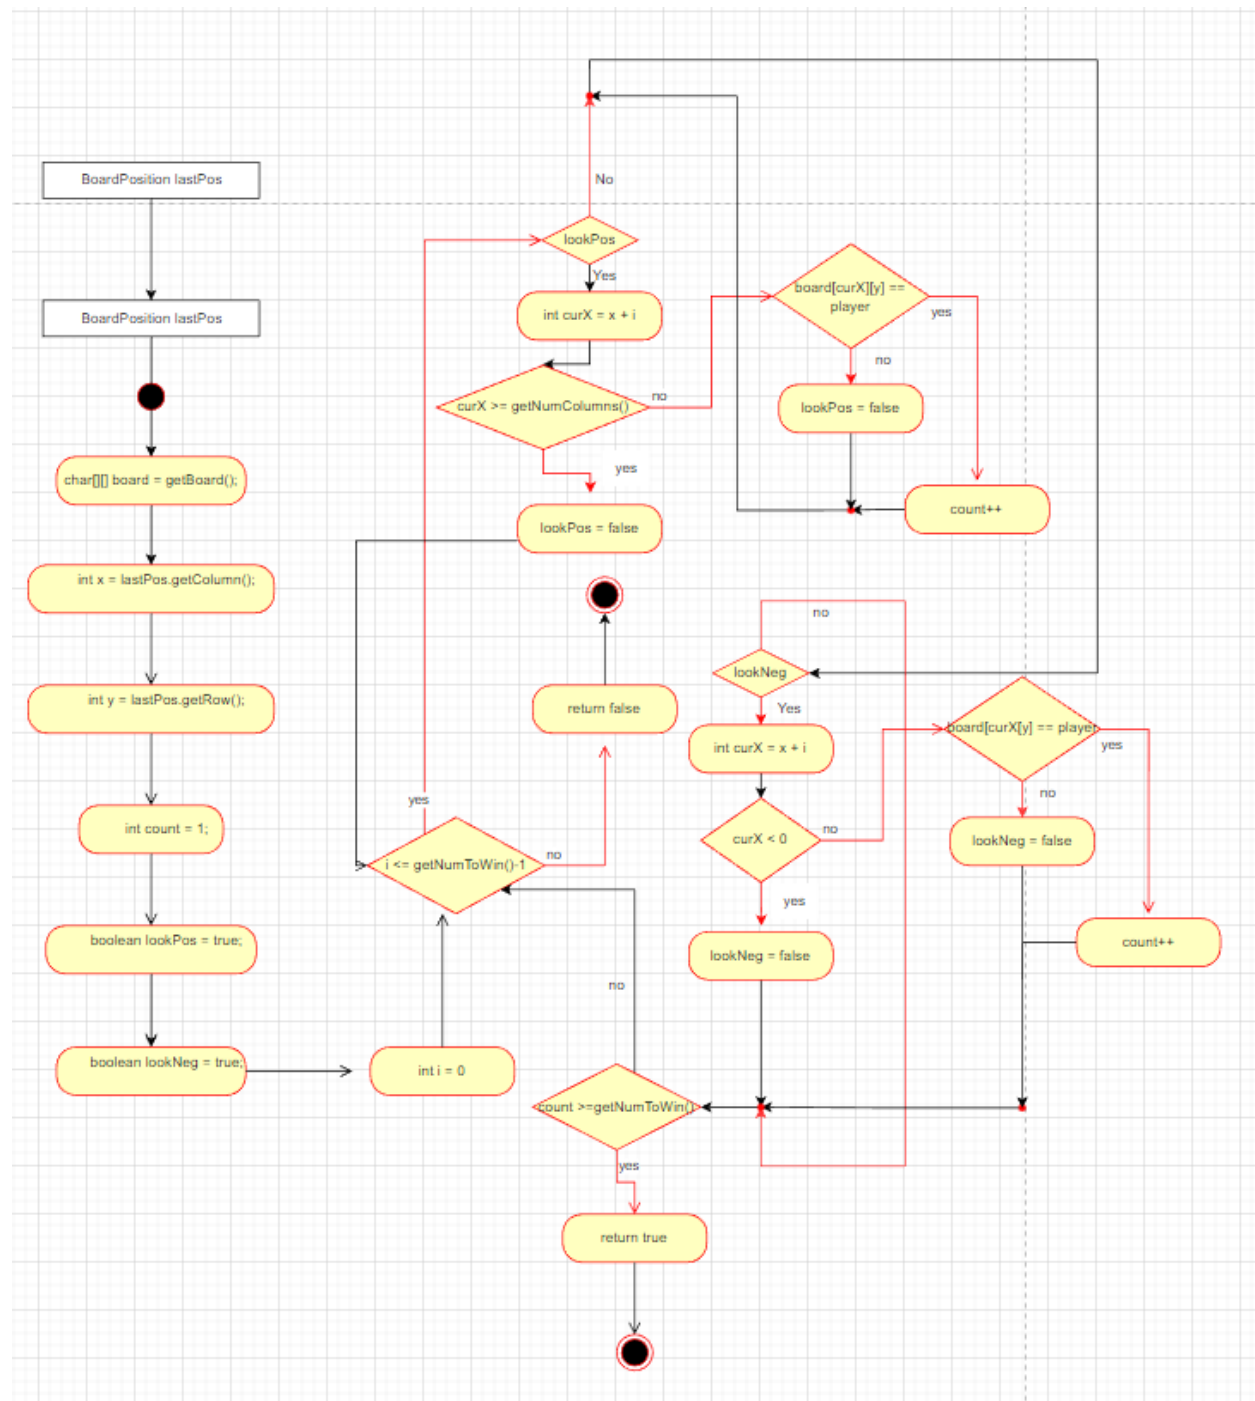 BoardPosition lastPos
BoardPosition lastPos
char[][] board = getBoard();
int x = lastPos.getColumn();
int y = lastPos.getRow();
int count = 1;
boolean lookPos = true;
boolean lookNeg = true;
int i = 0
i <= getNumToWin()-1
yes
no
return false
No
lookPos
Yes
int curX = x + i
curX >= getNumColumns()
no
yes
lookPos = false
board[curX][y] ==
player
yes
no
lookPos = false
count++
no
lookNeg
Yes
int curX = x + i
curX < 0
no
yes
lookNeg = false
board[curX[y] == player
yes
no
lookNeg = false
count++
count >=getNumToWin()
no
yes
return true